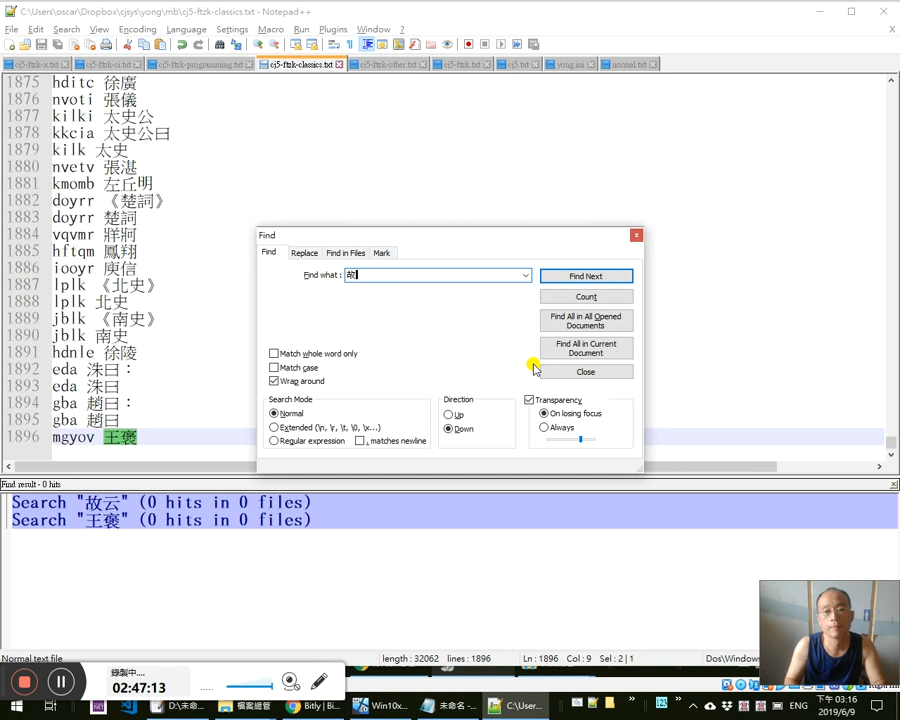 C:\Users\oscar\Dropbox\cjsys\yong\mb\cj5-ftzk-classics.txt - Notepad++
File Edit Search View Encoding Language Settings Macro Run Plugins Window ?
cj5-ftzk-x.txt cj5-ftzk-ci.txt cj5-ftzk-programming.txt cj5-ftzk-classics.txt cj5-ftzk-other.txt cj5-ftzk.txt cj5.txt yong.ini normal.txt
1875 hditc 徐廣
1876 nvoti 張儀
1877 kilki 太史公
1878 kkcia 太史公曰
1879 kilk 太史
1880 nvetv 張湛
1881 kmomb 左丘明
1882 doyrr 《楚詞》
1883 doyrr 楚詞
1884 vqvmr 牂牁
1885 hftqm 鳳翔
1886 iooyr 庾信
1887 lplk 《北史》
1888 lplk 北史
1889 jblk 《南史》
1890 jblk 南史
1891 hdnle 徐陵
1892 eda 洙曰：
1893 eda 洙曰
1894 gba 趙曰：
1895 gba 趙曰
1896 mgyov 王褒
Find
Find Replace Find in Files Mark
Find what : 故
Find Next
Count
Find All in All Opened Documents
Find All in Current Document
Close
Match whole word only
Match case
Wrap around
Search Mode
Normal
Extended (\n, \r, \t, \0, \x...)
Regular expression . matches newline
Direction
Up
Down
Transparency
On losing focus
Always
Find result - 0 hits
Search "故云" (0 hits in 0 files)
Search "王褒" (0 hits in 0 files)
Normal text file length : 32062 lines : 1896 Ln : 1896 Col : 9 Sel : 2 | 1 Dos\Windows
錄製中....
02:47:13
D:\未命... 檔案總管 Bitly | Bi... Win10x... 未命名 -... C:\User... ENG
下午 03:16
2019/6/9